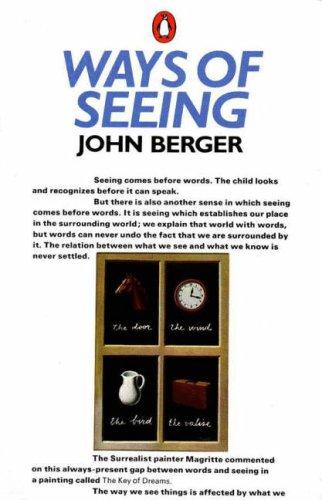 WAYS OF
SEEING
JOHN BERGER
Seeing comes before words. The child looks
and recognizes before it can speak.
But there is also another sense in which seeing
comes before words. It is seeing which establishes our place
in the surrounding world; we explain that world with words,
but words can never undo the fact that we are surrounded by
it. The relation between what we see and what we know is
never settled.
the door
the wind
the bird
the valise
The Surrealist painter Magritte commented
on this always-present gap between words and seeing in
a painting called The Key of Dreams.
The way we see things is affected by what we